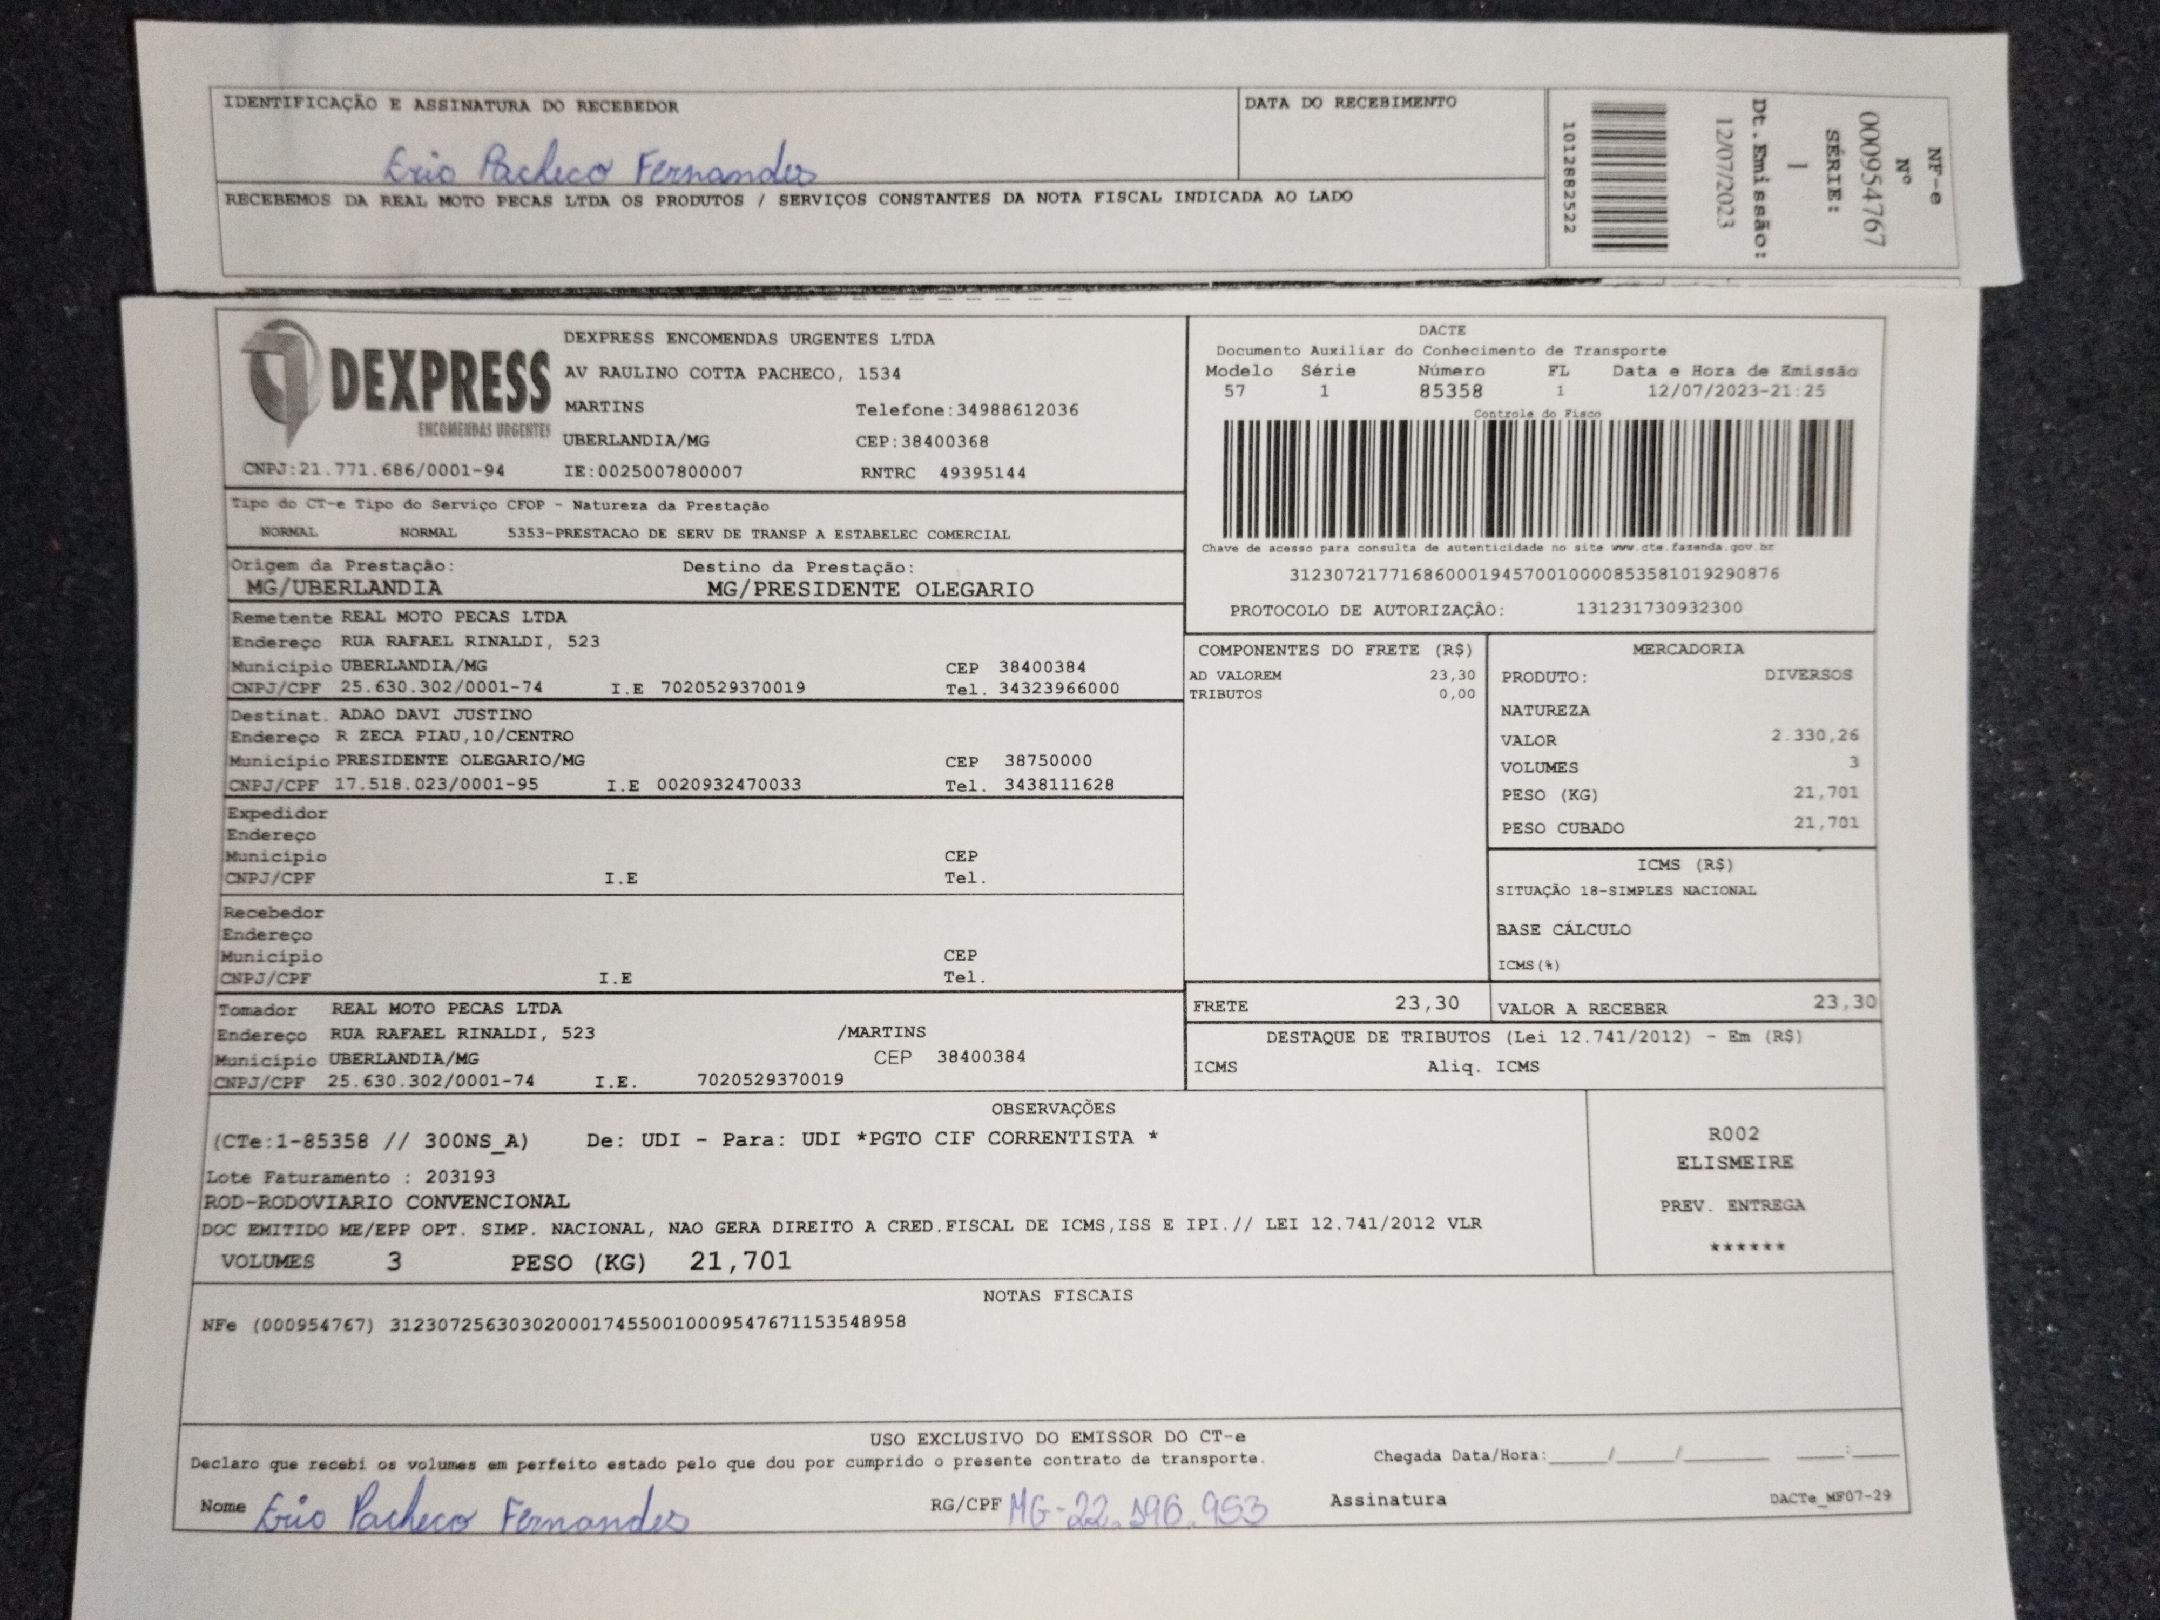 IDENTIFICAÇÃO E ASSINATURA DO RECEBEDOR
DATA DO RECEBIMENTO
Erio Pacheco Fernandes
RECEBEMOS DA REAL MOTO PECAS LTDA OS PRODUTOS / SERVIÇOS CONSTANTES DA NOTA FISCAL INDICADA AO LADO
NF-e
Nº
000954767
SÉRIE:
1
Dt.Emissão:
12/07/2023
1012882522
DEXPRESS
ENCOMENDAS URGENTES
DEXPRESS ENCOMENDAS URGENTES LTDA
AV RAULINO COTTA PACHECO, 1534
MARTINS Telefone:34988612036
UBERLANDIA/MG CEP:38400368
CNPJ:21.771.686/0001-94 IE:0025007800007 RNTRC 49395144
DACTE
Documento Auxiliar do Conhecimento de Transporte
Modelo Série Número FL Data e Hora de Emissão
57 1 85358 1 12/07/2023-21:25
Controle do Fisco
Chave de acesso para consulta de autenticidade no site www.cte.fazenda.gov.br
31230721771686000194570010000853581019290876
PROTOCOLO DE AUTORIZAÇÃO: 131231730932300
Tipo do CT-e Tipo do Serviço CFOP - Natureza da Prestação
NORMAL NORMAL 5353-PRESTACAO DE SERV DE TRANSP A ESTABELEC COMERCIAL
Origem da Prestação: Destino da Prestação:
MG/UBERLANDIA MG/PRESIDENTE OLEGARIO
Remetente REAL MOTO PECAS LTDA
Endereço RUA RAFAEL RINALDI, 523
Município UBERLANDIA/MG CEP 38400384
CNPJ/CPF 25.630.302/0001-74 I.E 7020529370019 Tel. 34323966000
Destinat. ADAO DAVI JUSTINO
Endereço R ZECA PIAU,10/CENTRO
Município PRESIDENTE OLEGARIO/MG CEP 38750000
CNPJ/CPF 17.518.023/0001-95 I.E 0020932470033 Tel. 3438111628
Expedidor
Endereço
Município CEP
CNPJ/CPF I.E Tel.
Recebedor
Endereço
Município CEP
CNPJ/CPF I.E Tel.
Tomador REAL MOTO PECAS LTDA
Endereço RUA RAFAEL RINALDI, 523 /MARTINS
Município UBERLANDIA/MG CEP 38400384
CNPJ/CPF 25.630.302/0001-74 I.E. 7020529370019
COMPONENTES DO FRETE (R$)
AD VALOREM 23,30
TRIBUTOS 0,00
MERCADORIA
PRODUTO: DIVERSOS
NATUREZA
VALOR 2.330,26
VOLUMES 3
PESO (KG) 21,701
PESO CUBADO 21,701
ICMS (R$)
SITUAÇÃO 18-SIMPLES NACIONAL
BASE CÁLCULO
ICMS(%)
FRETE 23,30 VALOR A RECEBER 23,30
DESTAQUE DE TRIBUTOS (Lei 12.741/2012) - Em (R$)
ICMS Aliq. ICMS
OBSERVAÇÕES
(CTe:1-85358 // 300NS_A) De: UDI - Para: UDI *PGTO CIF CORRENTISTA *
Lote Faturamento : 203193
ROD-RODOVIARIO CONVENCIONAL
DOC EMITIDO ME/EPP OPT. SIMP. NACIONAL, NAO GERA DIREITO A CRED.FISCAL DE ICMS,ISS E IPI.// LEI 12.741/2012 VLR
VOLUMES 3 PESO (KG) 21,701
R002
ELISMEIRE
PREV. ENTREGA
******
NOTAS FISCAIS
NFe (000954767) 31230725630302000174550010009547671153548958
USO EXCLUSIVO DO EMISSOR DO CT-e
Declaro que recebi os volumes em perfeito estado pelo que dou por cumprido o presente contrato de transporte. Chegada Data/Hora:____/____/______ ___:___
Nome Erio Pacheco Fernandes RG/CPF MG-22.196.953 Assinatura DACTe_MF07-29